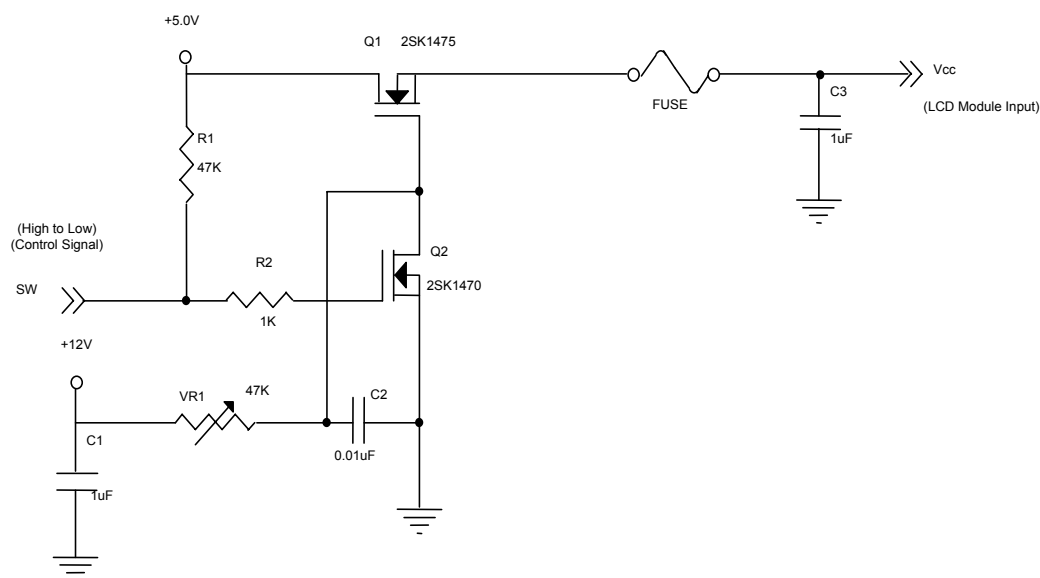 +5.0V
Q1 2SK1475
Vcc
FUSE
C3
(LCD Module Input)
1uF
R1
47K
(High to Low)
(Control Signal)
Q2
R2
SW
2SK1470
1K
+12V
VR1
47K
C2
C1
0.01uF
1uF